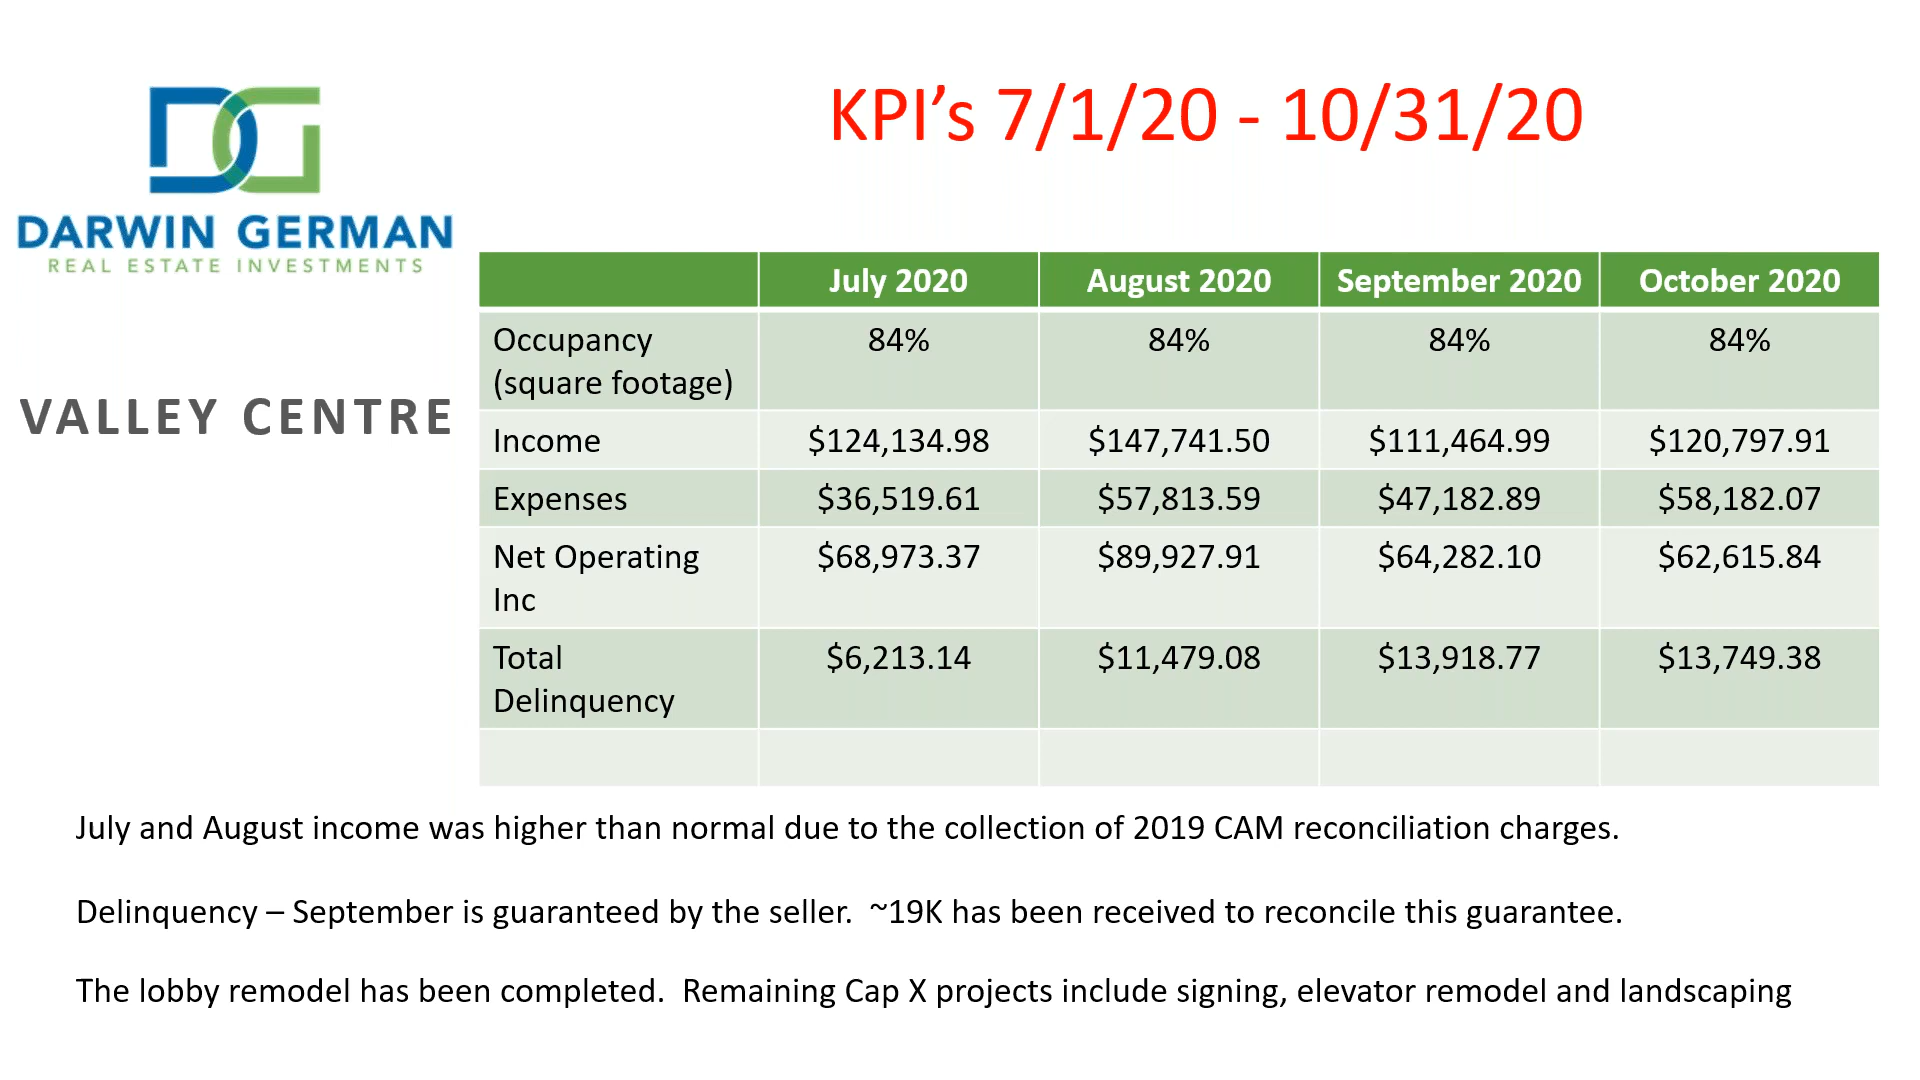 KPI’s 7/1/20 - 10/31/20
DG
DARWIN GERMAN
REAL ESTATE INVESTMENTS
VALLEY CENTRE
July 2020 August 2020 September 2020 October 2020
Occupancy (square footage) 84% 84% 84% 84%
Income $124,134.98 $147,741.50 $111,464.99 $120,797.91
Expenses $36,519.61 $57,813.59 $47,182.89 $58,182.07
Net Operating Inc $68,973.37 $89,927.91 $64,282.10 $62,615.84
Total Delinquency $6,213.14 $11,479.08 $13,918.77 $13,749.38
July and August income was higher than normal due to the collection of 2019 CAM reconciliation charges.
Delinquency – September is guaranteed by the seller.  ~19K has been received to reconcile this guarantee.
The lobby remodel has been completed.  Remaining Cap X projects include signing, elevator remodel and landscaping